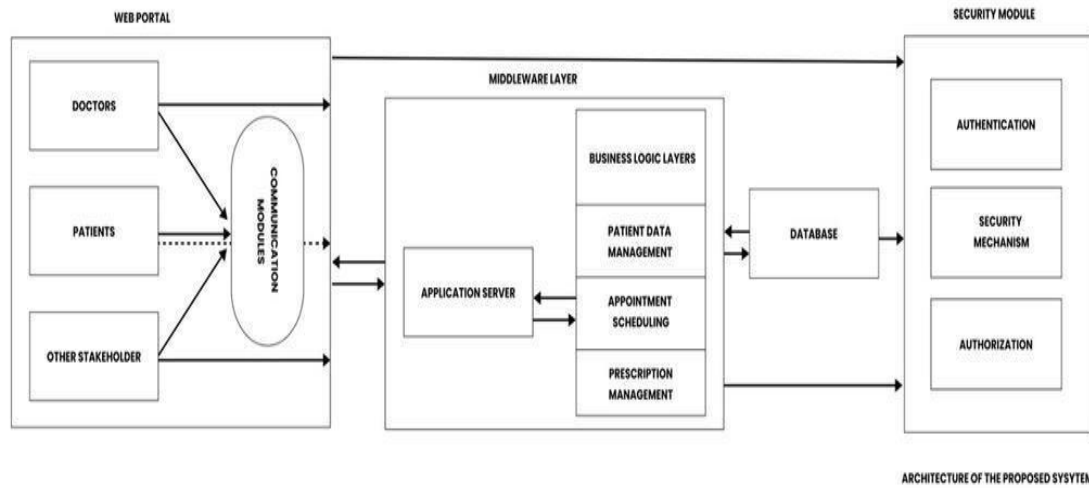 WEB PORTAL
SECURITY MODULE
MIDDLEWARE LAYER
DOCTORS
PATIENTS
OTHER STAKEHOLDER
COMMUNICATION
MODULES
APPLICATION SERVER
BUSINESS LOGIC LAYERS
PATIENT DATA
MANAGEMENT
APPOINTMENT
SCHEDULING
PRESCRIPTION
MANAGEMENT
DATABASE
AUTHENTICATION
SECURITY
MECHANISM
AUTHORIZATION
ARCHITECTURE OF THE PROPOSED SYSYTEM